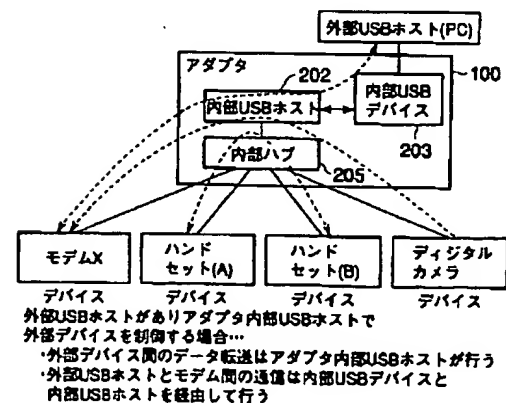 外部USBホスト(PC)
アダプタ
202
100
内部USBホスト
内部USB
デバイス
203
内部ハブ
205
モデムX
ハンド
セット(A)
ハンド
セット(B)
ディジタル
カメラ
デバイス
デバイス
デバイス
デバイス
外部USBホストがありアダプタ内部USBホストで
外部デバイスを制御する場合…
・外部デバイス間のデータ転送はアダプタ内部USBホストが行う
・外部USBホストとモデム間の通信は内部USBデバイスと
内部USBホストを経由して行う